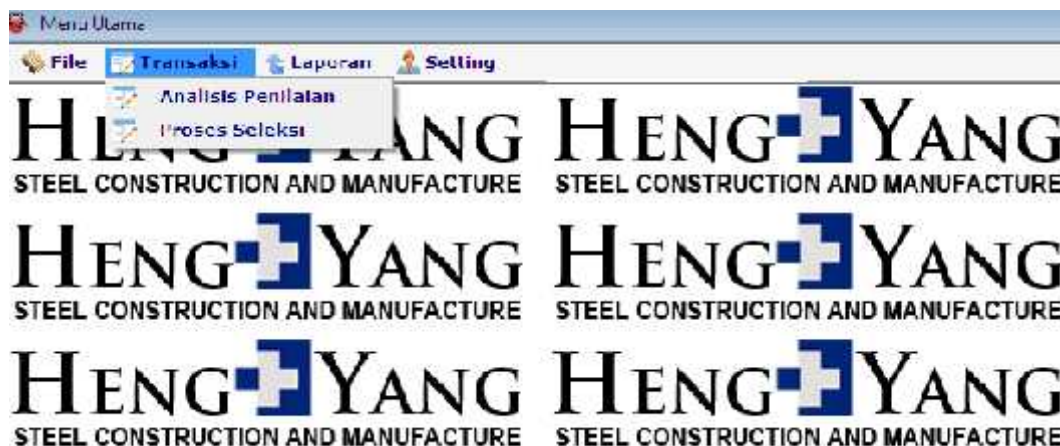 Menu Utama
File Transaksi Laporan Setting
Analisis Penilaian
Proses Seleksi
HENG YANG HENG YANG
STEEL CONSTRUCTION AND MANUFACTURE STEEL CONSTRUCTION AND MANUFACTURE
HENG YANG HENG YANG
STEEL CONSTRUCTION AND MANUFACTURE STEEL CONSTRUCTION AND MANUFACTURE
HENG YANG HENG YANG
STEEL CONSTRUCTION AND MANUFACTURE STEEL CONSTRUCTION AND MANUFACTURE